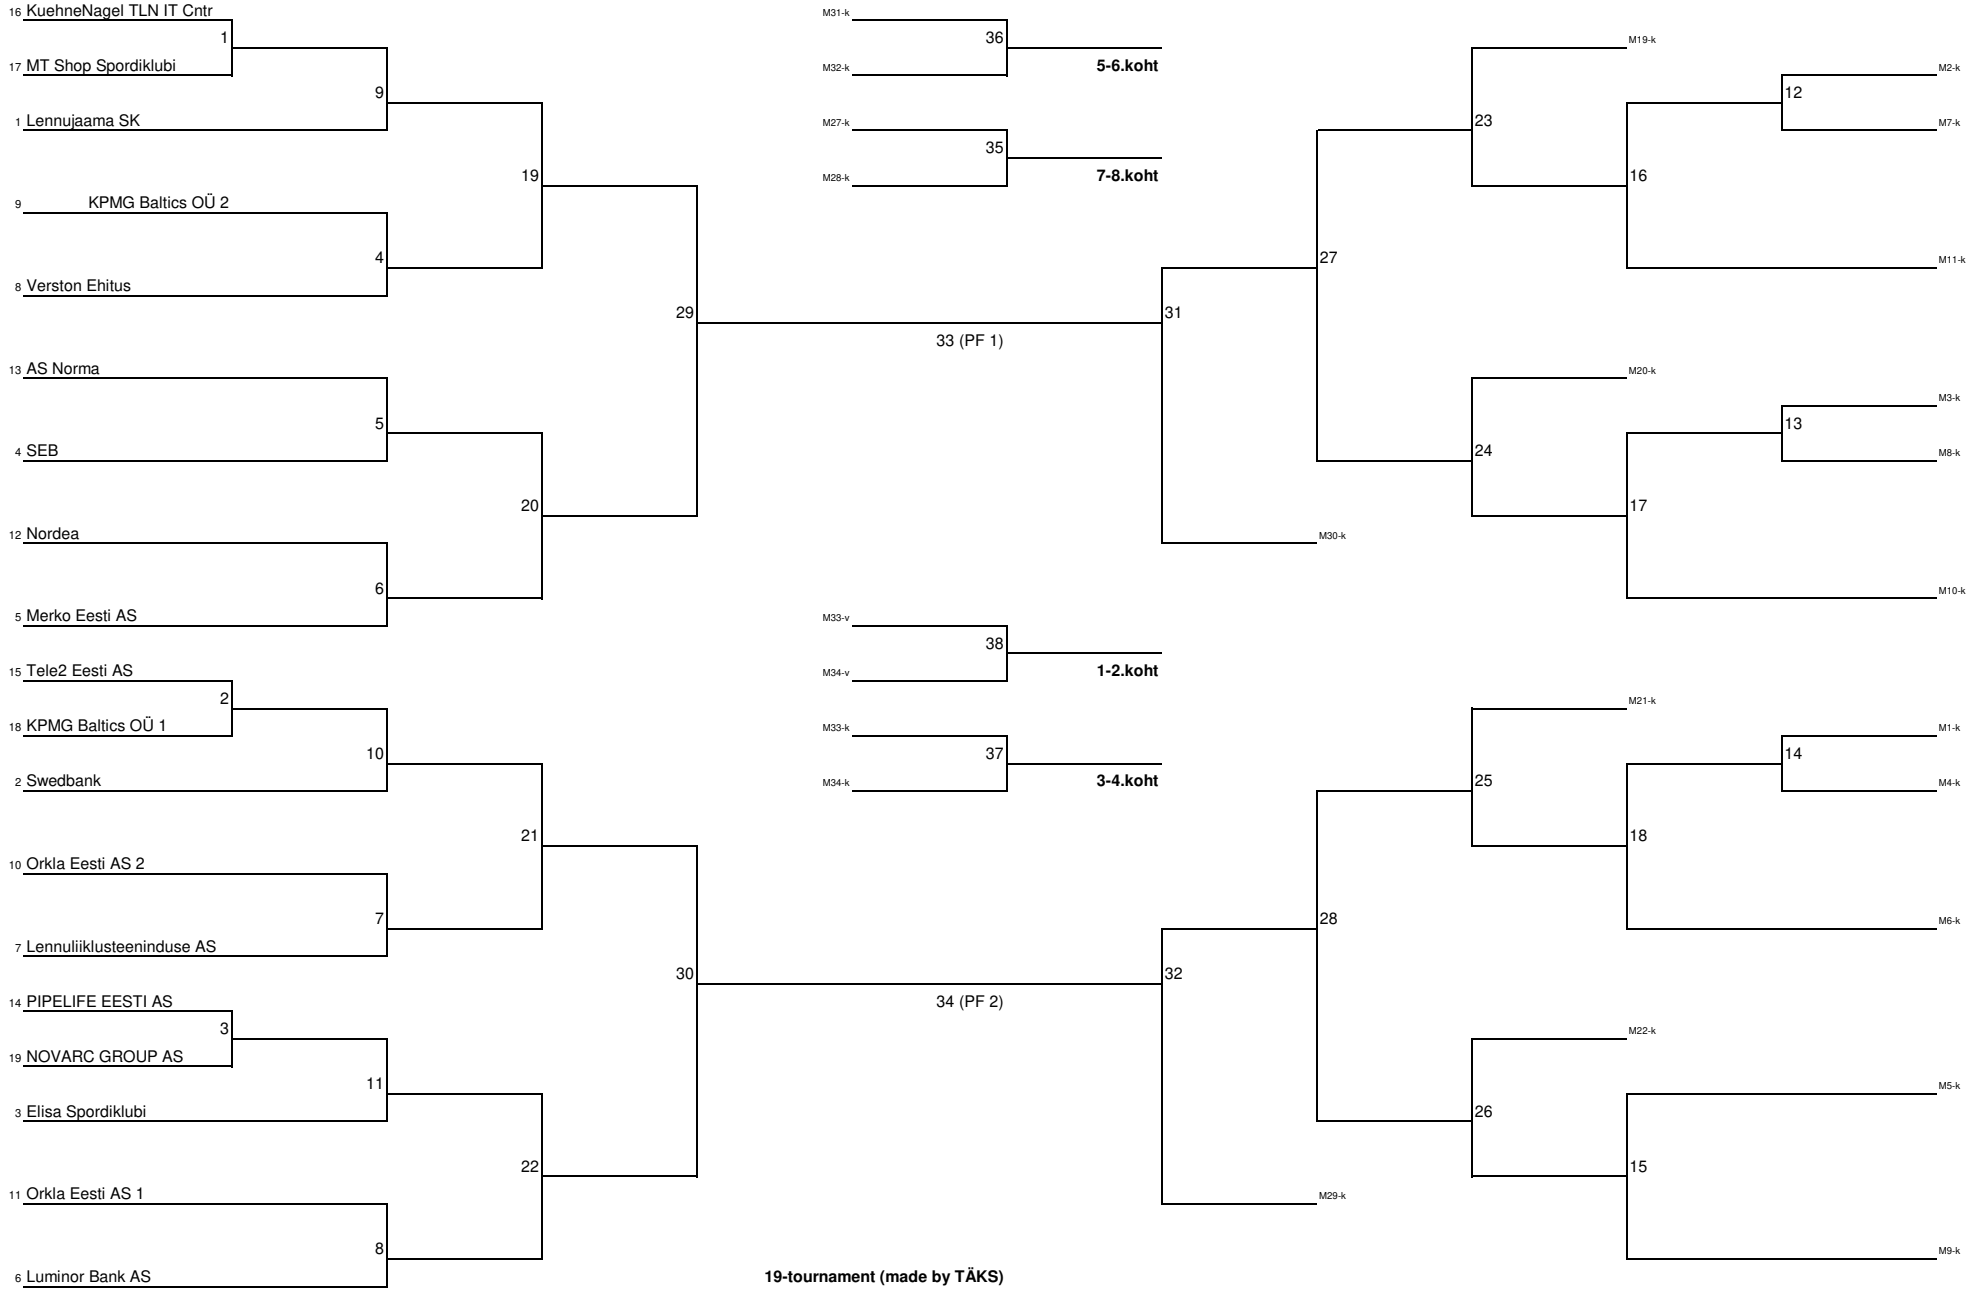 16 KuehneNagel TLN IT Cntr
1
17 MT Shop Spordiklubi
9
1 Lennujaama SK
19
9 KPMG Baltics OÜ 2
4
8 Verston Ehitus
29
13 AS Norma
5
4 SEB
20
12 Nordea
6
5 Merko Eesti AS
15 Tele2 Eesti AS
2
18 KPMG Baltics OÜ 1
10
2 Swedbank
21
10 Orkla Eesti AS 2
7
7 Lennuliiklusteeninduse AS
30
14 PIPELIFE EESTI AS
3
19 NOVARC GROUP AS
11
3 Elisa Spordiklubi
22
11 Orkla Eesti AS 1
8
6 Luminor Bank AS
M31-k
36
M32-k
5-6.koht
M27-k
35
M28-k
7-8.koht
33 (PF 1)
M33-v
38
M34-v
1-2.koht
M33-k
37
M34-k
3-4.koht
34 (PF 2)
19-tournament (made by TÄKS)
M19-k
M2-k
12
M7-k
23
16
M11-k
27
31
M20-k
M3-k
13
M8-k
24
17
M30-k
M10-k
M21-k
M1-k
14
M4-k
25
18
M6-k
28
32
M22-k
M5-k
26
15
M29-k
M9-k